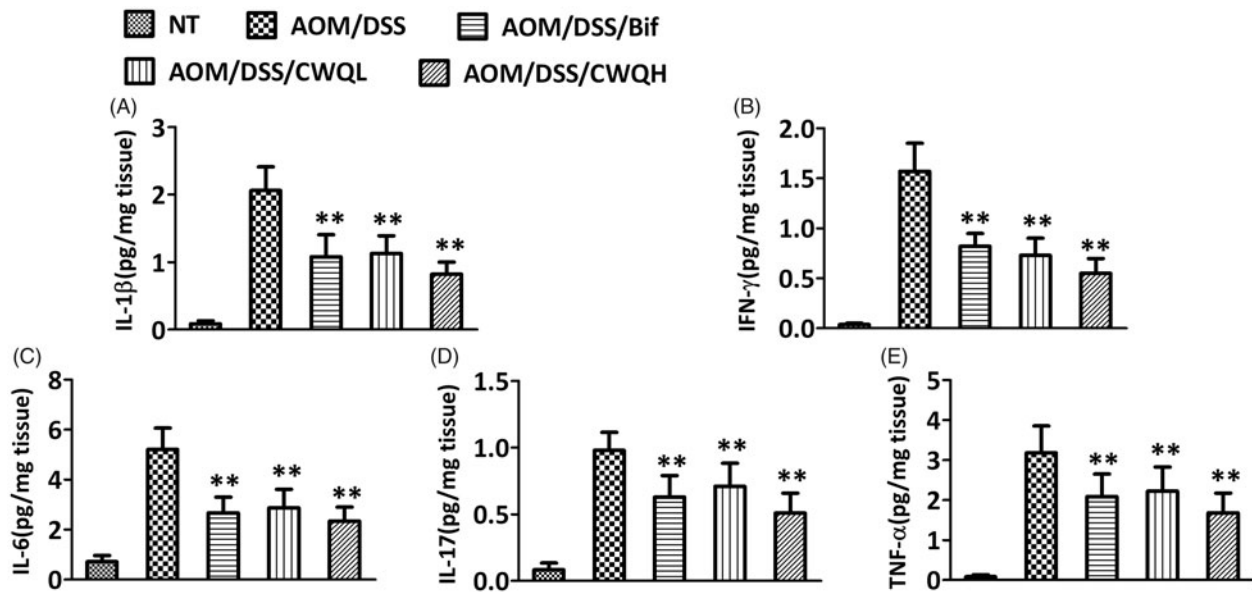 NT AOM/DSS AOM/DSS/Bif
AOM/DSS/CWQL AOM/DSS/CWQH
(A)
IL-1β(pg/mg tissue)
3
2
1
0
** ** **
(B)
IFN-γ(pg/mg tissue)
2.0
1.5
1.0
0.5
0.0
** ** **
(C)
IL-6(pg/mg tissue)
8
6
4
2
0
** ** **
(D)
IL-17(pg/mg tissue)
1.5
1.0
0.5
0.0
** ** **
(E)
TNF-α(pg/mg tissue)
5
4
3
2
1
0
** ** **